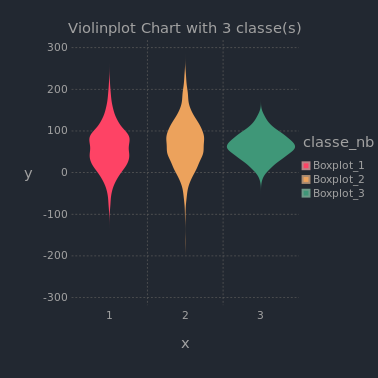 Violinplot Chart with 3 classe(s)
300
200
100
0
-100
-200
-300
y
1
2
3
x
classe_nb
Boxplot_1
Boxplot_2
Boxplot_3